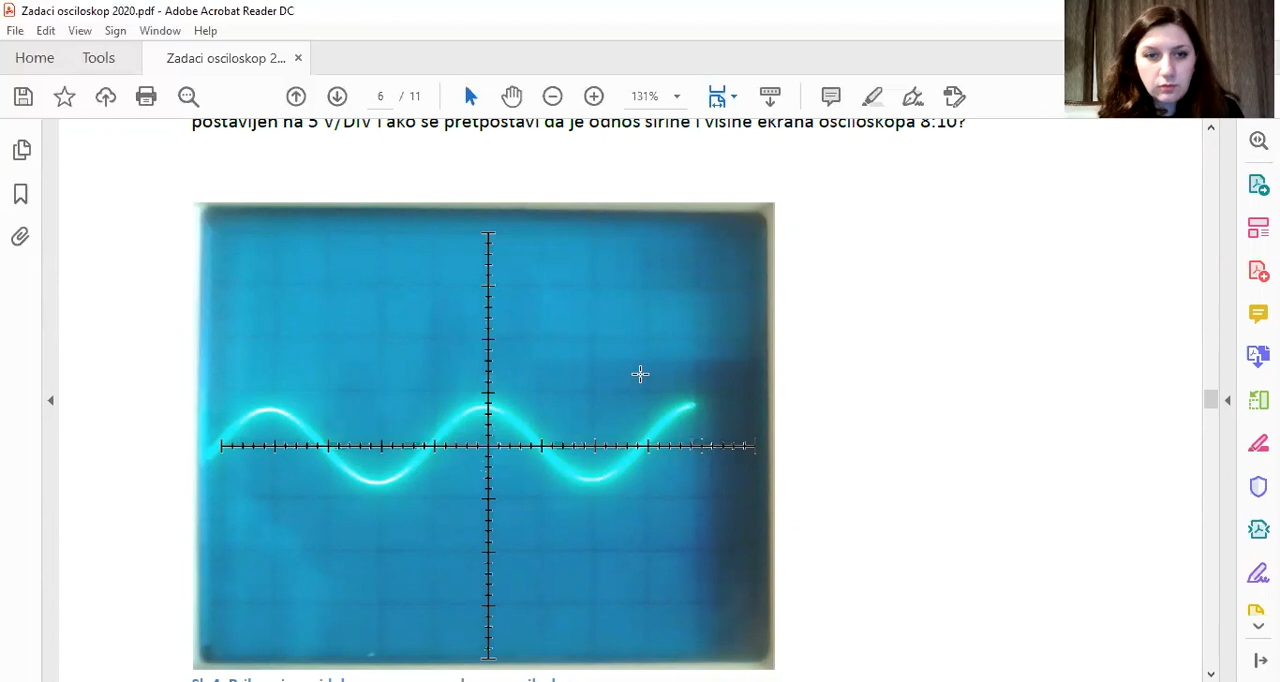 Zadaci osciloskop 2020.pdf - Adobe Acrobat Reader DC
File Edit View Sign Window Help
Home Tools Zadaci osciloskop 2... ×
6 / 11 131%
postavljen na 5 V/Div i ako se pretpostavi da je odnos širine i visine ekrana osciloskopa 8:10?